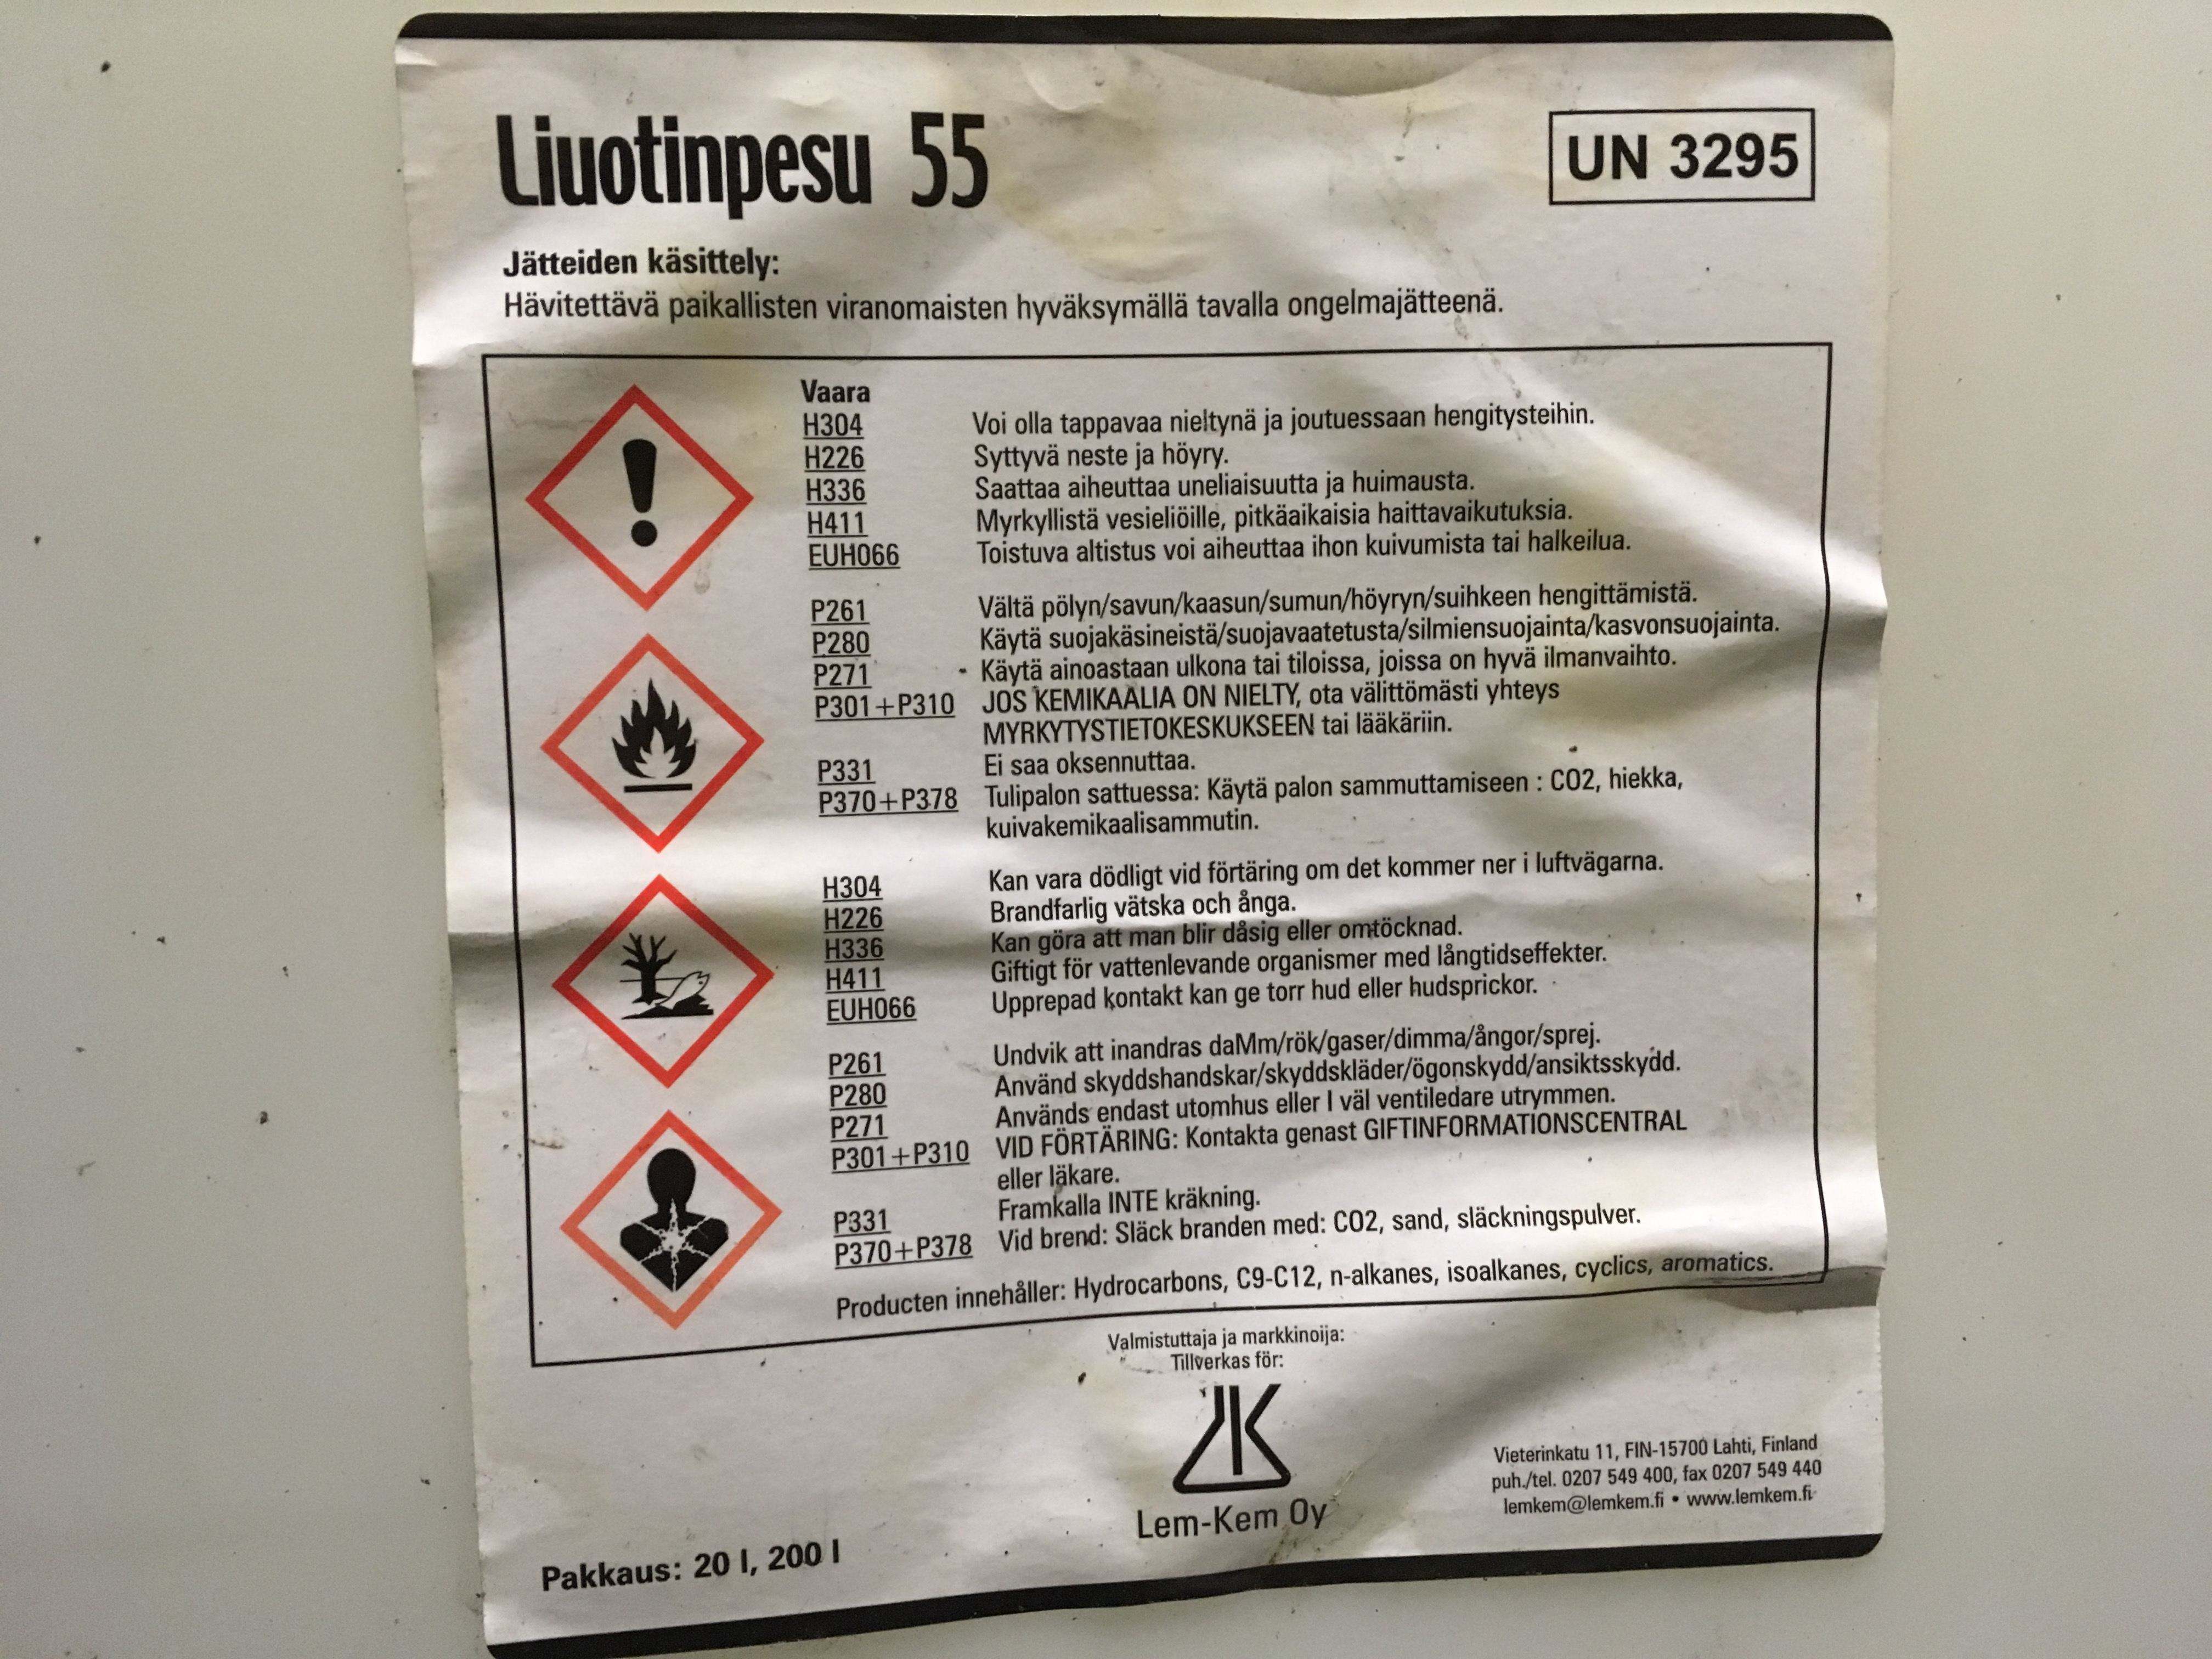 Liuotinpesu 55
UN 3295
Jätteiden käsittely:
Hävitettävä paikallisten viranomaisten hyväksymällä tavalla ongelmajätteenä.
Vaara
H304 Voi olla tappavaa nieltynä ja joutuessaan hengitysteihin.
H226 Syttyvä neste ja höyry.
H336 Saattaa aiheuttaa uneliaisuutta ja huimausta.
H411 Myrkyllistä vesieliöille, pitkäaikaisia haittavaikutuksia.
EUH066 Toistuva altistus voi aiheuttaa ihon kuivumista tai halkeilua.
P261 Vältä pölyn/savun/kaasun/sumun/höyryn/suihkeen hengittämistä.
P280 Käytä suojakäsineistä/suojavaatetusta/silmiensuojainta/kasvonsuojainta.
P271 Käytä ainoastaan ulkona tai tiloissa, joissa on hyvä ilmanvaihto.
P301+P310 JOS KEMIKAALIA ON NIELTY, ota välittömästi yhteys
MYRKYTYSTIETOKESKUKSEEN tai lääkäriin.
P331 Ei saa oksennuttaa.
P370+P378 Tulipalon sattuessa: Käytä palon sammuttamiseen : CO2, hiekka,
kuivakemikaalisammutin.
H304 Kan vara dödligt vid förtäring om det kommer ner i luftvägarna.
H226 Brandfarlig vätska och ånga.
H336 Kan göra att man blir dåsig eller omtöcknad.
H411 Giftigt för vattenlevande organismer med långtidseffekter.
EUH066 Upprepad kontakt kan ge torr hud eller hudsprickor.
P261 Undvik att inandras daMm/rök/gaser/dimma/ångor/sprej.
P280 Använd skyddshandskar/skyddskläder/ögonskydd/ansiktsskydd.
P271 Används endast utomhus eller I väl ventiledare utrymmen.
P301+P310 VID FÖRTÄRING: Kontakta genast GIFTINFORMATIONSCENTRAL
eller läkare.
P331 Framkalla INTE kräkning.
P370+P378 Vid brend: Släck branden med: CO2, sand, släckningspulver.
Producten innehåller: Hydrocarbons, C9-C12, n-alkanes, isoalkanes, cyclics, aromatics.
Valmistuttaja ja markkinoija:
Tillverkas för:
Lem-Kem Oy
Vieterinkatu 11, FIN-15700 Lahti, Finland
puh./tel. 0207 549 400, fax 0207 549 440
lemkem@lemkem.fi • www.lemkem.fi
Pakkaus: 20 l, 200 l